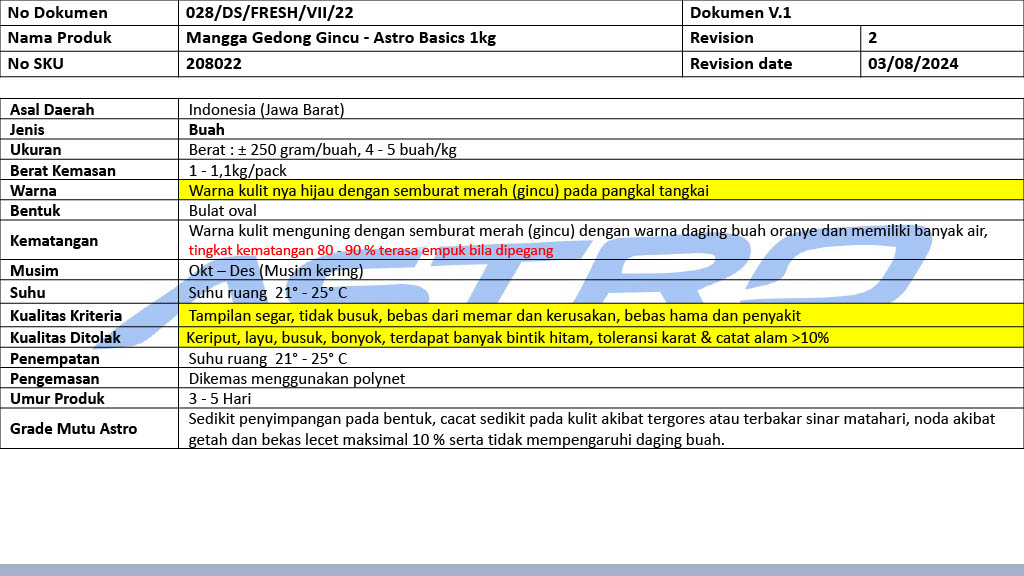 No Dokumen 028/DS/FRESH/VII/22 Dokumen V.1
Nama Produk Mangga Gedong Gincu - Astro Basics 1kg Revision 2
No SKU 208022 Revision date 03/08/2024
Asal Daerah Indonesia (Jawa Barat)
Jenis Buah
Ukuran Berat : ± 250 gram/buah, 4 - 5 buah/kg
Berat Kemasan 1 - 1,1kg/pack
Warna Warna kulit nya hijau dengan semburat merah (gincu) pada pangkal tangkai
Bentuk Bulat oval
Kematangan Warna kulit menguning dengan semburat merah (gincu) dengan warna daging buah oranye dan memiliki banyak air,
tingkat kematangan 80 - 90 % terasa empuk bila dipegang
Musim Okt – Des (Musim kering)
Suhu Suhu ruang 21° - 25° C
Kualitas Kriteria Tampilan segar, tidak busuk, bebas dari memar dan kerusakan, bebas hama dan penyakit
Kualitas Ditolak Keriput, layu, busuk, bonyok, terdapat banyak bintik hitam, toleransi karat & catat alam >10%
Penempatan Suhu ruang 21° - 25° C
Pengemasan Dikemas menggunakan polynet
Umur Produk 3 - 5 Hari
Grade Mutu Astro Sedikit penyimpangan pada bentuk, cacat sedikit pada kulit akibat tergores atau terbakar sinar matahari, noda akibat
getah dan bekas lecet maksimal 10 % serta tidak mempengaruhi daging buah.
ASTRO